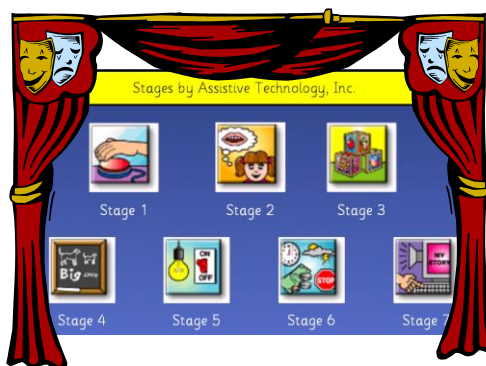 Stages by Assistive Technology, Inc.
Stage 1 Stage 2 Stage 3
Big
ON
OFF
STOP
MY
STORY
Stage 4 Stage 5 Stage 6 Stage 7